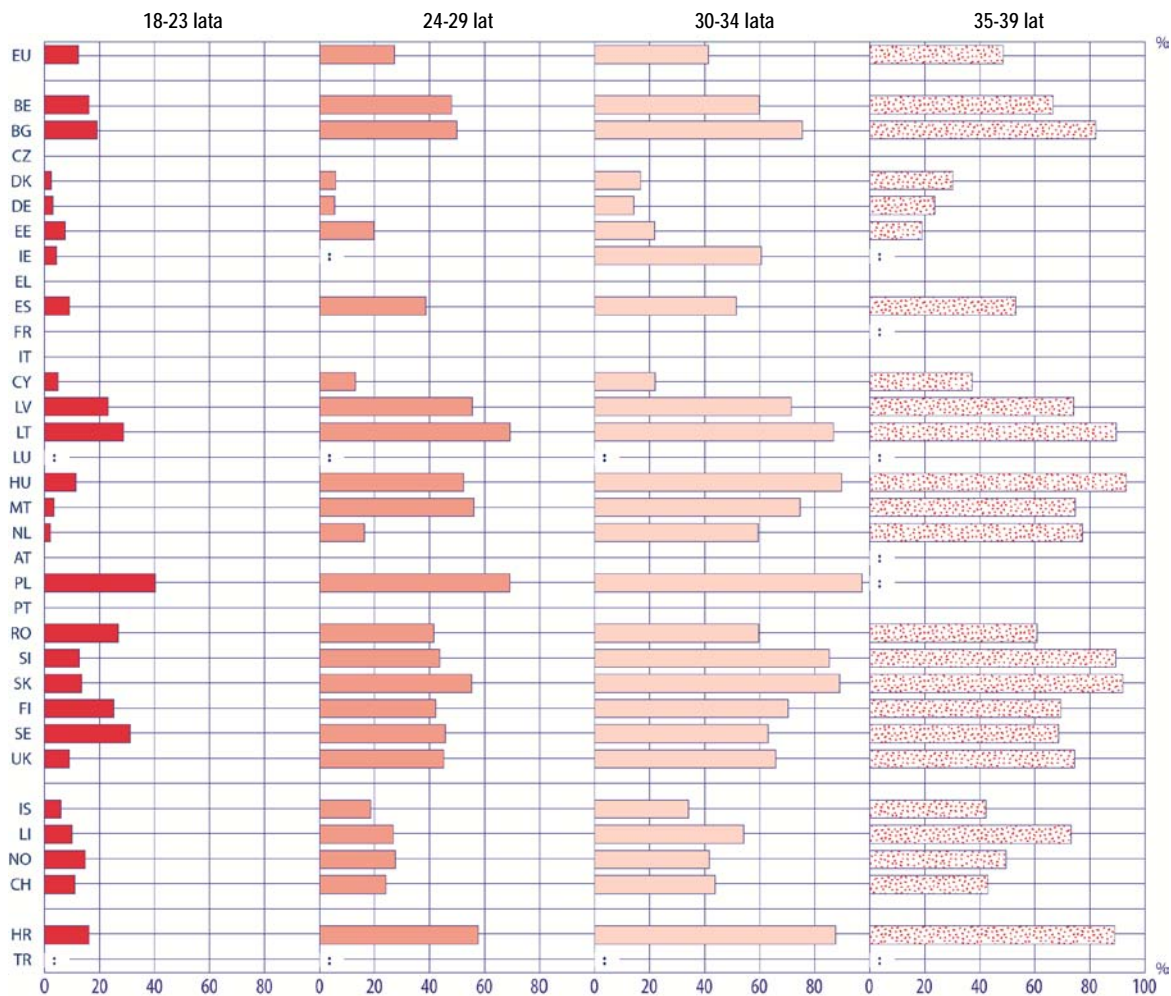 18-23 lata 24-29 lat 30-34 lata 35-39 lat
EU %
BE
BG
CZ
DK
DE
EE
IE : :
EL
ES
FR :
IT
CY
LV
LT
LU : : : :
HU
MT
NL
AT :
PL :
PT
RO
SI
SK
FI
SE
UK
IS
LI
NO
CH
HR
TR : : : : %
0 20 40 60 80 0 20 40 60 80 0 20 40 60 80 0 20 40 60 80 100